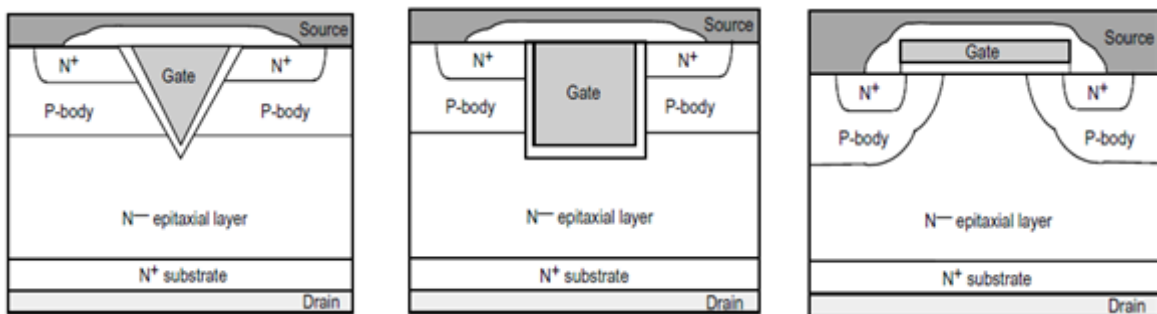 Source
N+ Gate N+
P-body P-body
N— epitaxial layer
N+ substrate
Drain
Source
N+ Gate N+
P-body P-body
N— epitaxial layer
N+ substrate
Drain
Source
Gate
N+ N+
P-body P-body
N— epitaxial layer
N+ substrate
Drain